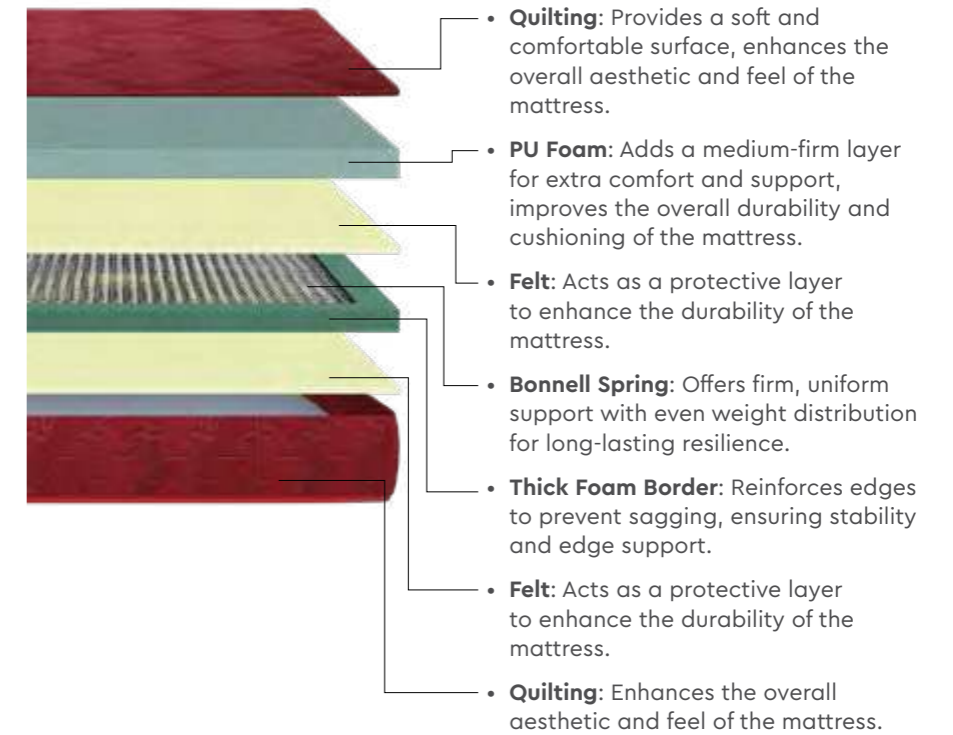 • Quilting: Provides a soft and
comfortable surface, enhances the
overall aesthetic and feel of the
mattress.
• PU Foam: Adds a medium-firm layer
for extra comfort and support,
improves the overall durability and
cushioning of the mattress.
• Felt: Acts as a protective layer
to enhance the durability of the
mattress.
• Bonnell Spring: Offers firm, uniform
support with even weight distribution
for long-lasting resilience.
• Thick Foam Border: Reinforces edges
to prevent sagging, ensuring stability
and edge support.
• Felt: Acts as a protective layer
to enhance the durability of the
mattress.
• Quilting: Enhances the overall
aesthetic and feel of the mattress.